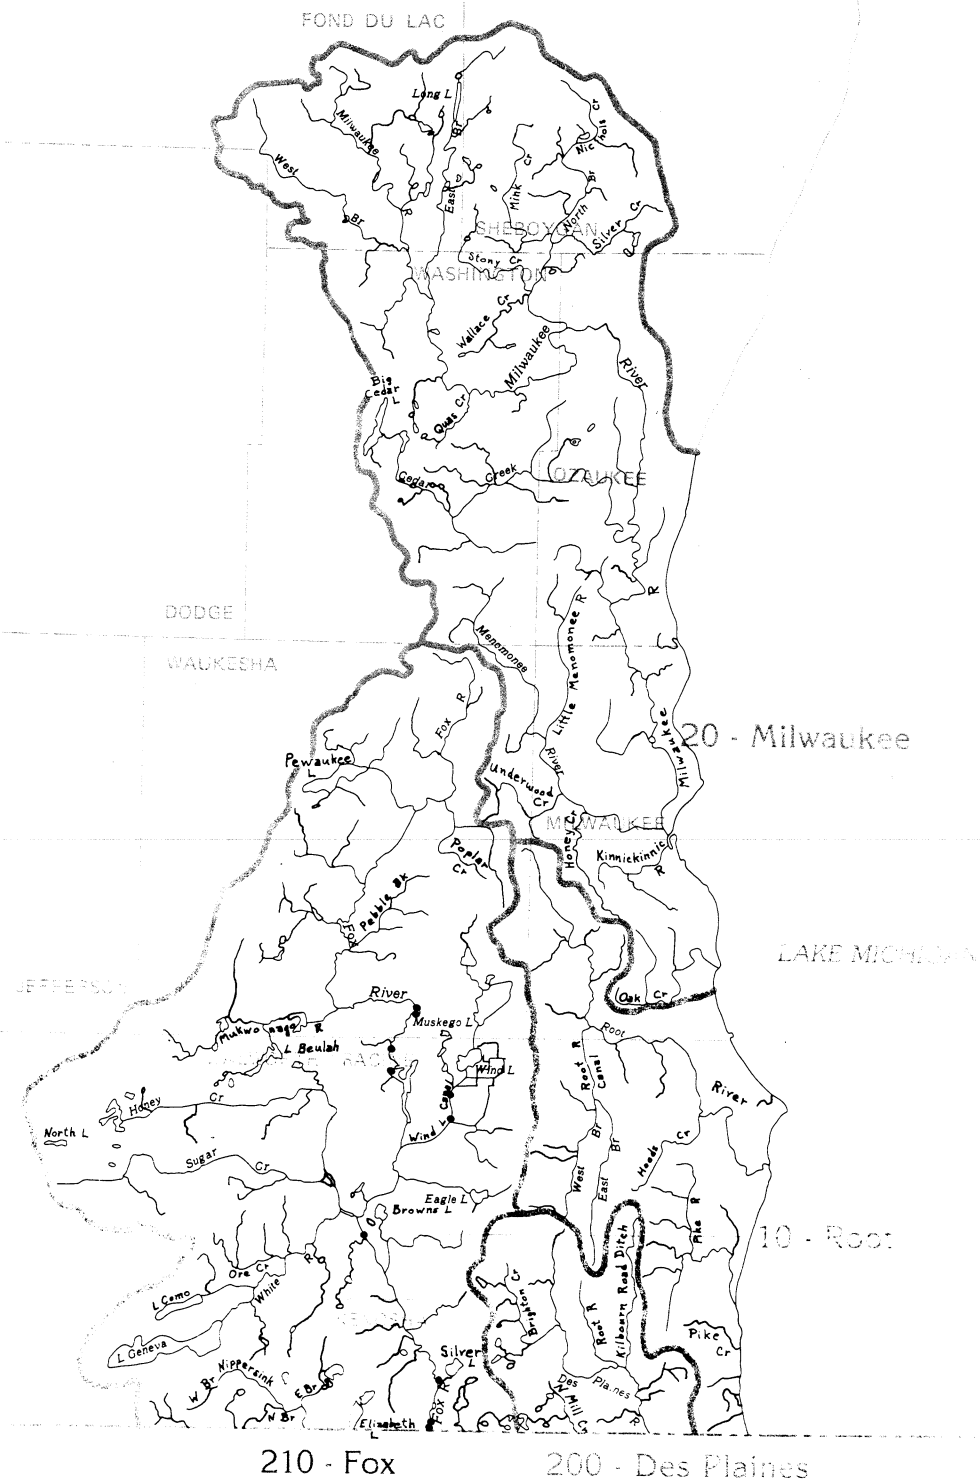 FOND DU LAC
Long L
Milwaukee
R
West
Br
East
Br
Mink Cr
Nichols
Cr
North
Br
Silver
Cr
SHEBOYGAN
Stony Cr
WASHINGTON
Wallace
Cr
Milwaukee
River
Big
Cedar
L
Quas Cr
Cedar
Creek
OZAUKEE
R
DODGE
WAUKESHA
Menomonee
River
Little Menomonee R
Fox
R
Milwaukee
20 - Milwaukee
Pewaukee
L
Underwood
Cr
MILWAUKEE
Honey Cr
Poplar
Cr
Kinnickinnic
R
Pebble Bk
Fox
LAKE MICHIGAN
JEFFERSON
River
Oak Cr
Muskego L
Mukwonago R
L Beulah
Root
Root R
Canal
Wind L
Canal
Wind L
Honey
Cr
River
North L
Sugar
Cr
West
Br
East
Br
Hoods
Cr
Eagle L
Browns L
Pike R
10 - Root
Ore Cr
R
White
L Como
L Geneva
Brighton
Cr
Root R
Kilbourn Road Ditch
Pike
Cr
Silver
L
Nippersink
W Br
E Br
N Br
Fox R
Des Plaines
R
N Mill C
Elizabeth
L
210 - Fox
200 - Des Plaines